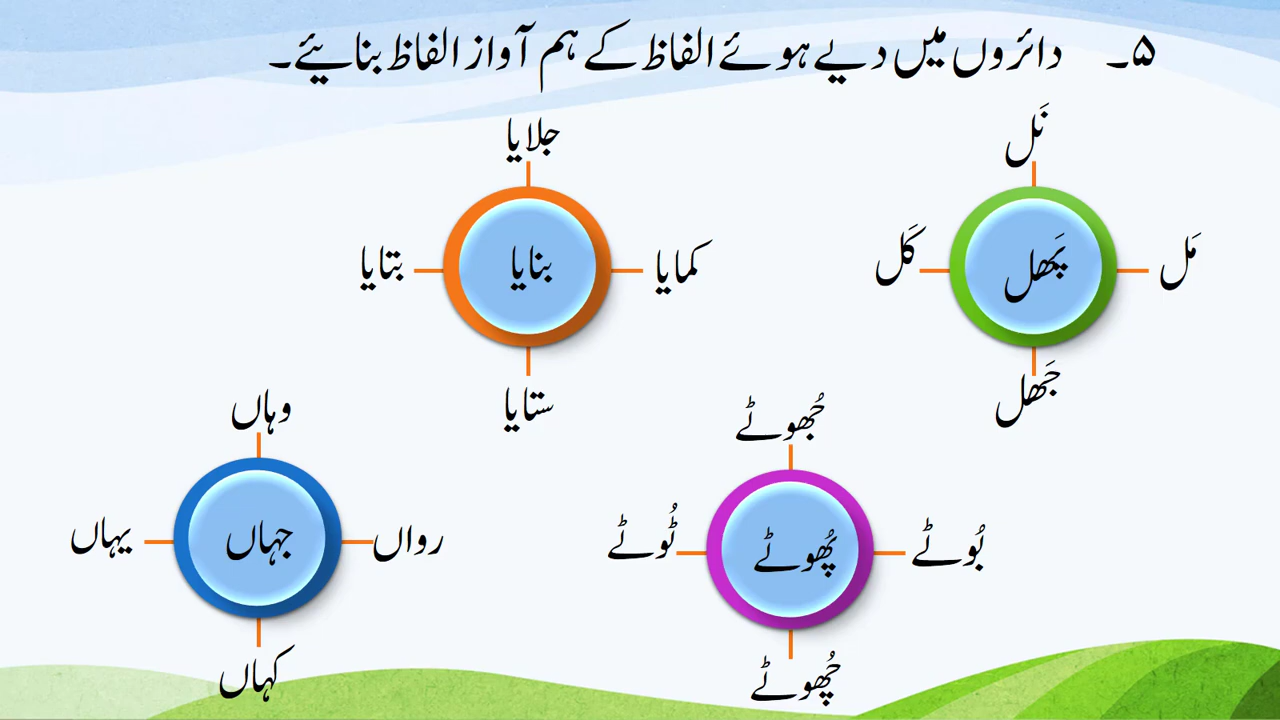 ۵۔ دائروں میں دیے ہوئے الفاظ کے ہم آواز الفاظ بنائیے۔
نَل
مَل
پَھل
کَل
جَھل
جلایا
کمایا
بنایا
بتایا
ستایا
جُھوٹے
بُوٹے
پُھوٹے
ٹُوٹے
چُھوٹے
وہاں
رواں
جہاں
یہاں
کہاں